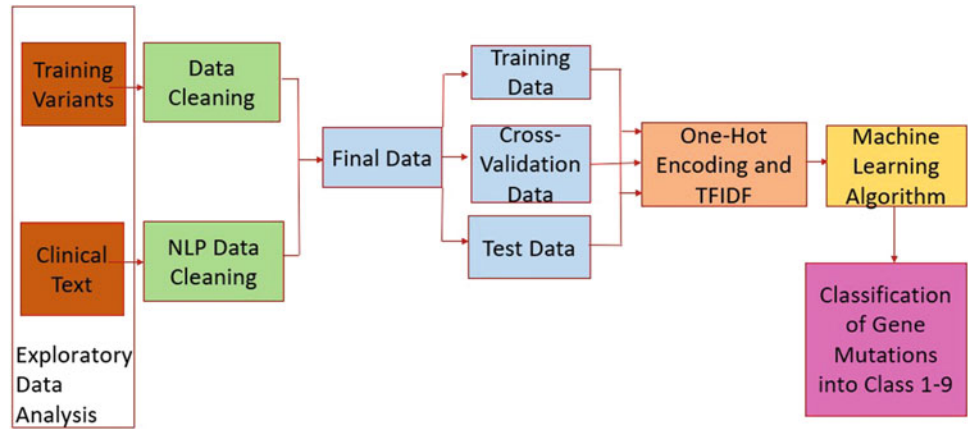 Training
Variants
Data
Cleaning
Clinical
Text
NLP Data
Cleaning
Exploratory
Data
Analysis
Final Data
Training
Data
Cross-
Validation
Data
Test Data
One-Hot
Encoding and
TFIDF
Machine
Learning
Algorithm
Classification
of Gene
Mutations
into Class 1-9